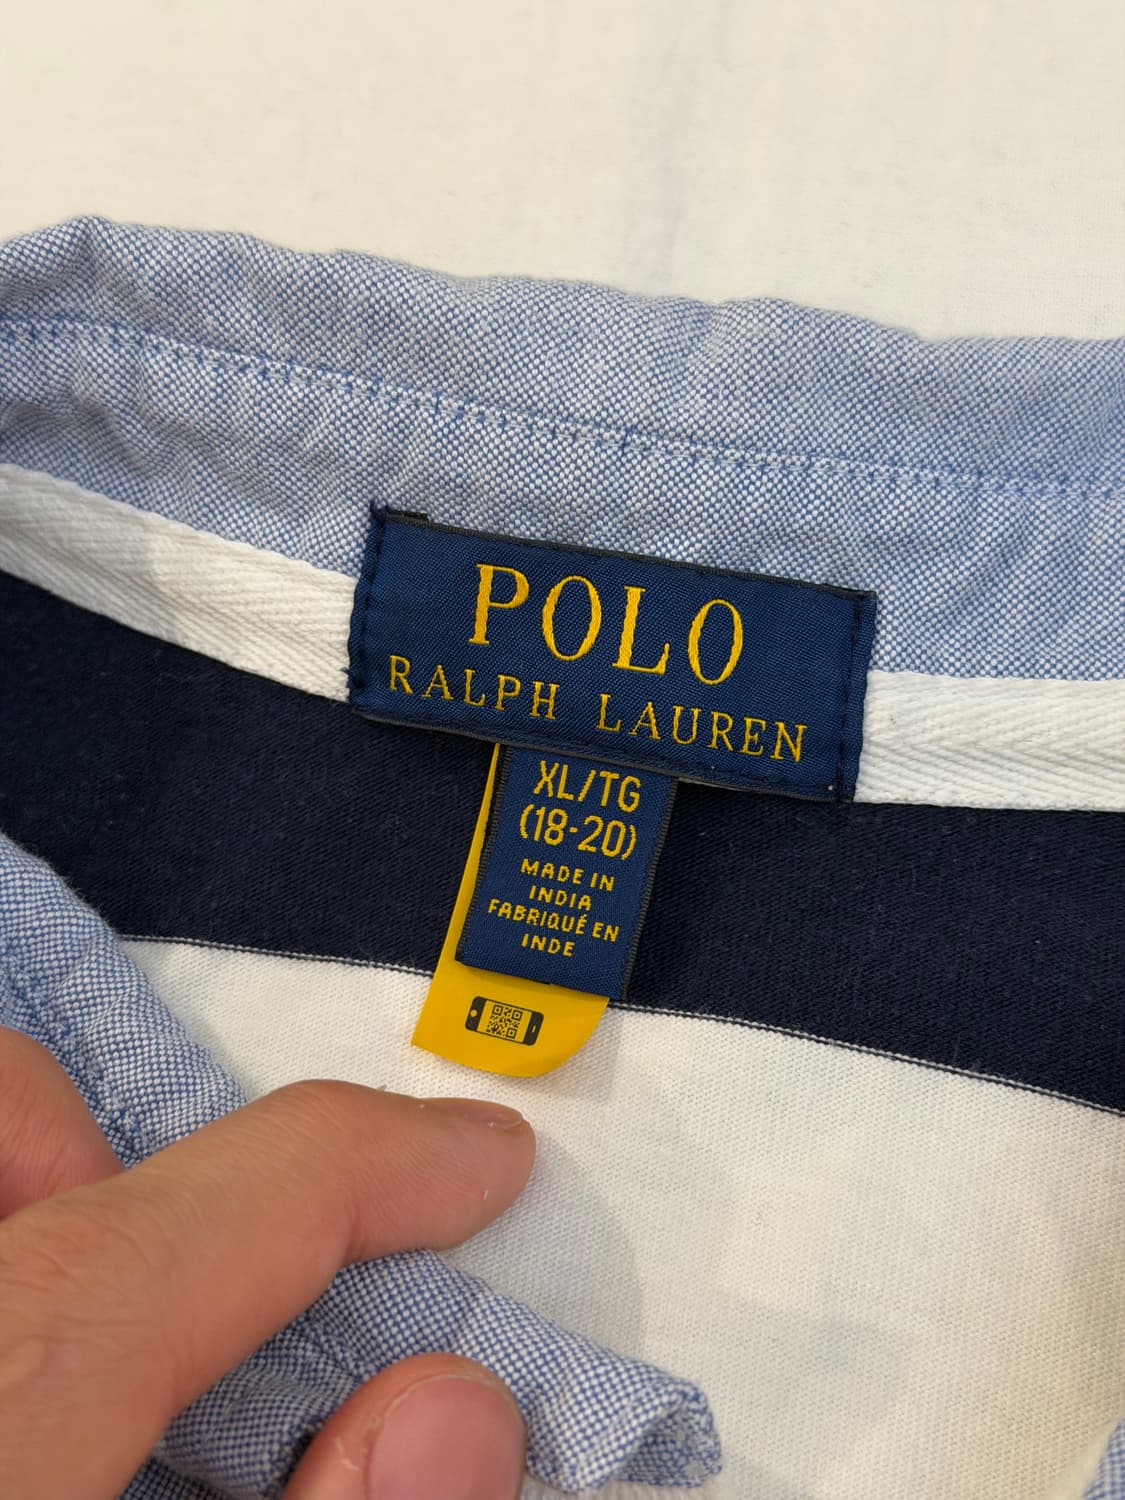 POLO
RALPH LAUREN
XL/TG
(18-20)
MADE IN
INDIA
FABRIQUÉ EN
INDE